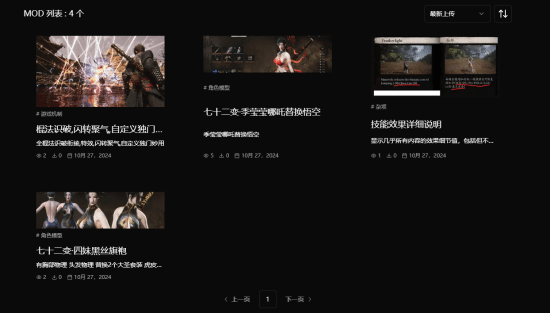 MOD 列表 : 4 个
最新上传
# 游戏机制
棍法识破,闪转聚气,自定义独门...
全棍法识破衔接,特效,闪转聚气,自定义独门妙用
2 0 10月 27, 2024
# 角色模型
七十二变-季莹莹哪吒替换悟空
季莹莹哪吒替换悟空
5 0 10月 27, 2024
技能效果详细说明
显示几乎所有内容的效果细节值，包括但不...
1 0 10月 27, 2024
# 角色模型
七十二变-四妹黑丝旗袍
有胸部物理 头发物理 替换2个大圣套装 虎皮...
2 0 10月 27, 2024
上一页 1 下一页